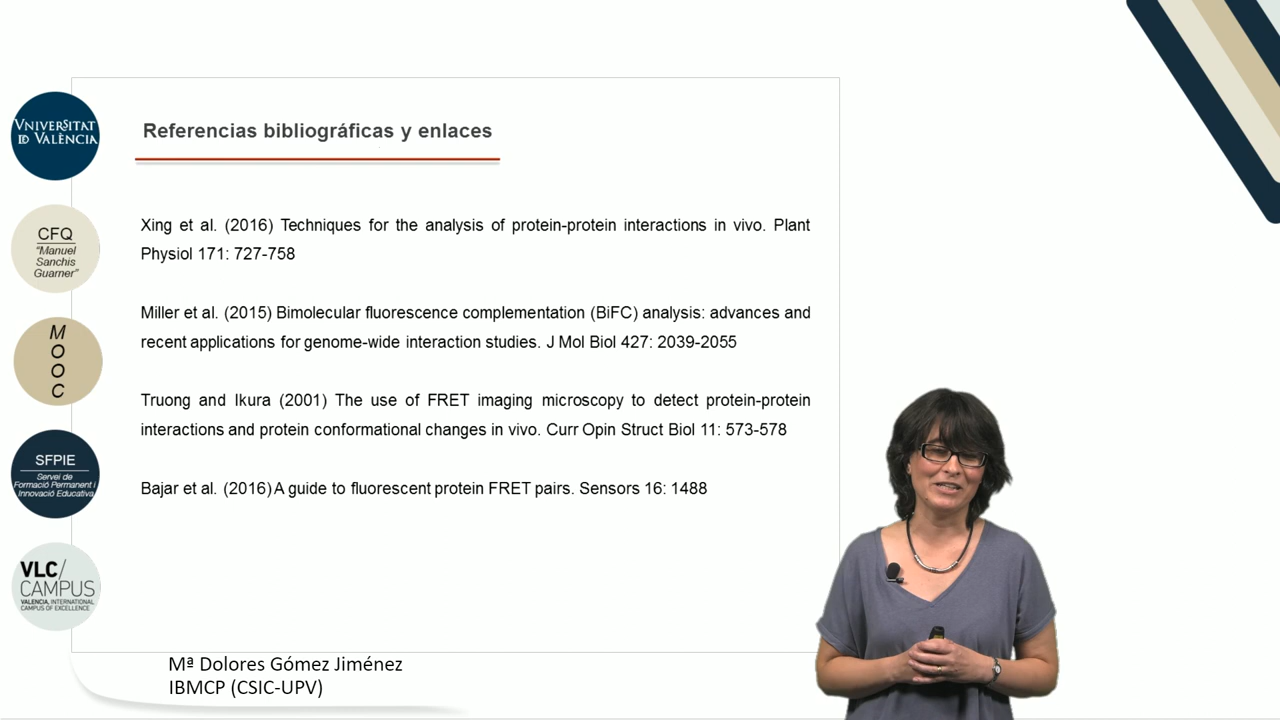 VNIVERSITAT
ID VALÈNCIA
CFQ
“Manuel
Sanchis
Guarner”
M
O
O
C
SFPIE
Servei de
Formació Permanent i
Innovació Educativa
VLC/
CAMPUS
VALENCIA, INTERNATIONAL
CAMPUS OF EXCELLENCE
Referencias bibliográficas y enlaces
Xing et al. (2016) Techniques for the analysis of protein-protein interactions in vivo. Plant
Physiol 171: 727-758
Miller et al. (2015) Bimolecular fluorescence complementation (BiFC) analysis: advances and
recent applications for genome-wide interaction studies. J Mol Biol 427: 2039-2055
Truong and Ikura (2001) The use of FRET imaging microscopy to detect protein-protein
interactions and protein conformational changes in vivo. Curr Opin Struct Biol 11: 573-578
Bajar et al. (2016) A guide to fluorescent protein FRET pairs. Sensors 16: 1488
Mª Dolores Gómez Jiménez
IBMCP (CSIC-UPV)